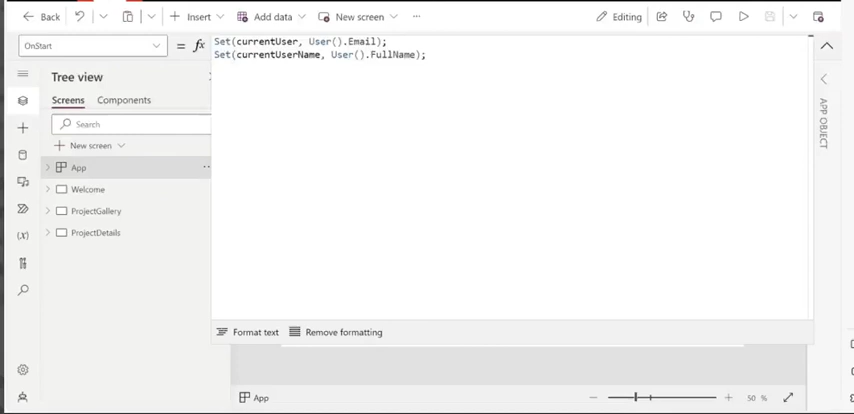 Back Insert Add data New screen ··· Editing
OnStart = fx Set(currentUser, User().Email);
Set(currentUserName, User().FullName);
Tree view
Screens Components
Search
New screen
App ··
Welcome
ProjectGallery
ProjectDetails
(x)
APP OBJECT
Format text Remove formatting
App − + 50 %